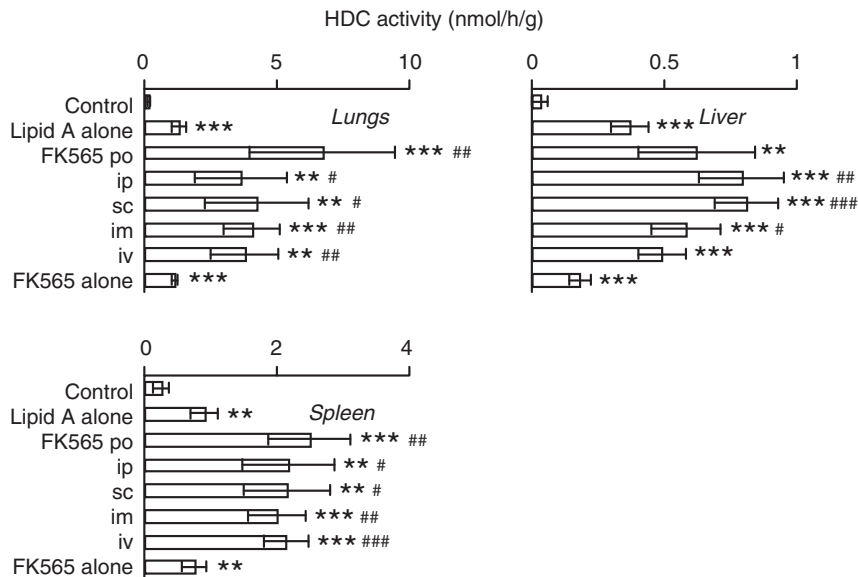 HDC activity (nmol/h/g)
0 5 10
Control
Lungs
Lipid A alone ***
FK565 po *** ##
ip ** #
sc ** #
im *** ##
iv ** ##
FK565 alone ***
0 0.5 1
*** Liver
**
*** ##
*** ###
*** #
***
***
0 2 4
Control
Lipid A alone ** Spleen
FK565 po *** ##
ip ** #
sc ** #
im *** ##
iv *** ###
FK565 alone **